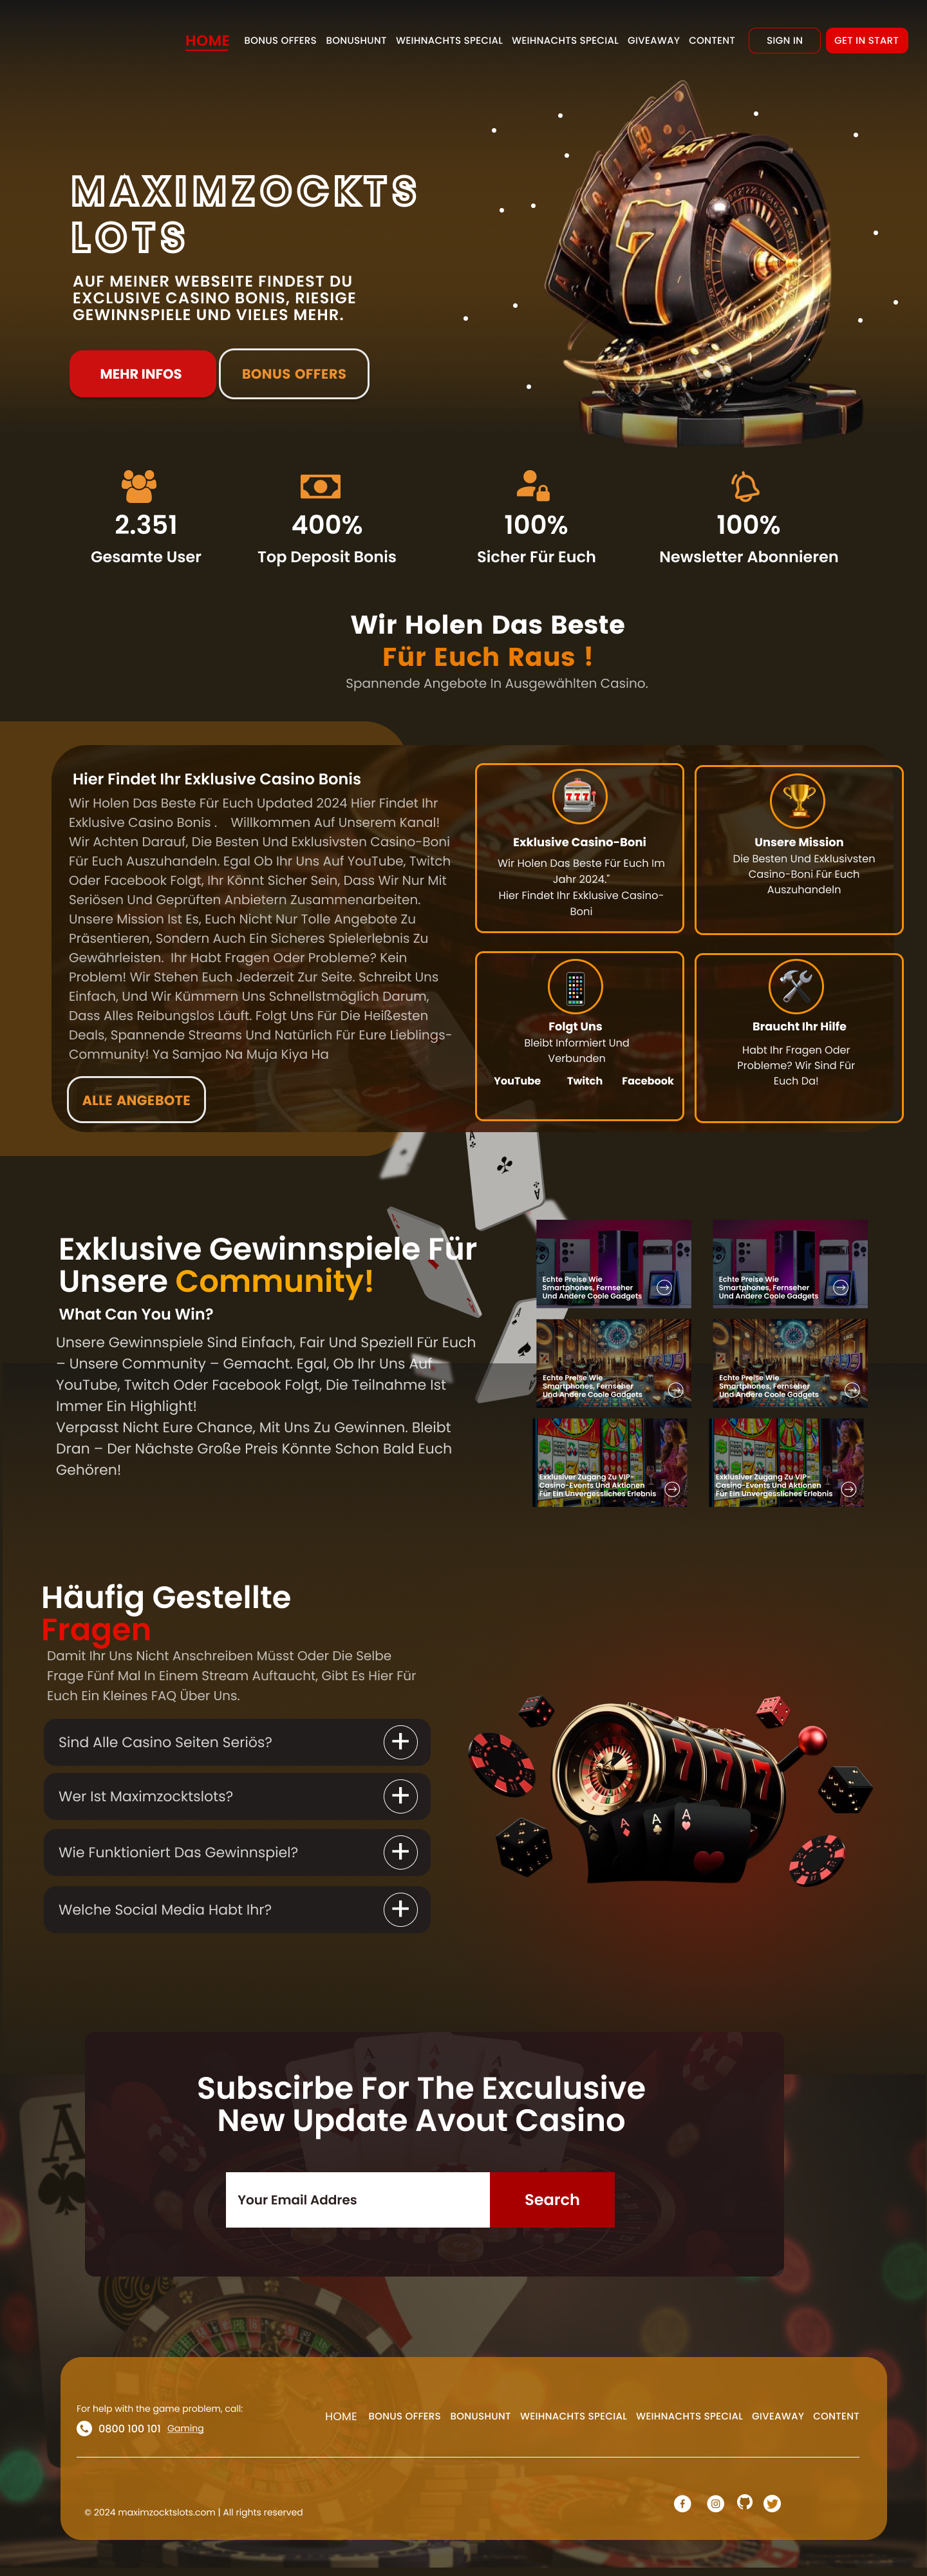 HOME BONUS OFFERS BONUSHUNT WEIHNACHTS SPECIAL WEIHNACHTS SPECIAL GIVEAWAY CONTENT SIGN IN GET IN START
BAR
10
7
MAXIMZOCKTS
LOTS
AUF MEINER WEBSEITE FINDEST DU
EXCLUSIVE CASINO BONIS, RIESIGE
GEWINNSPIELE UND VIELES MEHR.
MEHR INFOS BONUS OFFERS
2.351 400% 100% 100%
Gesamte User Top Deposit Bonis Sicher Für Euch Newsletter Abonnieren
Wir Holen Das Beste
Für Euch Raus !
Spannende Angebote In Ausgewählten Casino.
Hier Findet Ihr Exklusive Casino Bonis
Wir Holen Das Beste Für Euch Updated 2024 Hier Findet Ihr
Exklusive Casino Bonis . Willkommen Auf Unserem Kanal!
Wir Achten Darauf, Die Besten Und Exklusivsten Casino-Boni
Für Euch Auszuhandeln. Egal Ob Ihr Uns Auf YouTube, Twitch
Oder Facebook Folgt, Ihr Könnt Sicher Sein, Dass Wir Nur Mit
Seriösen Und Geprüften Anbietern Zusammenarbeiten.
Unsere Mission Ist Es, Euch Nicht Nur Tolle Angebote Zu
Präsentieren, Sondern Auch Ein Sicheres Spielerlebnis Zu
Gewährleisten. Ihr Habt Fragen Oder Probleme? Kein
Problem! Wir Stehen Euch Jederzeit Zur Seite. Schreibt Uns
Einfach, Und Wir Kümmern Uns Schnellstmöglich Darum,
Dass Alles Reibungslos Läuft. Folgt Uns Für Die Heißesten
Deals, Spannende Streams Und Natürlich Für Eure Lieblings-
Community! Ya Samjao Na Muja Kiya Ha
ALLE ANGEBOTE
777
Exklusive Casino-Boni
Wir Holen Das Beste Für Euch Im
Jahr 2024."
Hier Findet Ihr Exklusive Casino-
Boni
Unsere Mission
Die Besten Und Exklusivsten
Casino-Boni Für Euch
Auszuhandeln
Folgt Uns
Bleibt Informiert Und
Verbunden
YouTube Twitch Facebook
Braucht Ihr Hilfe
Habt Ihr Fragen Oder
Probleme? Wir Sind Für
Euch Da!
A
A
A
Exklusive Gewinnspiele Für
Unsere Community!
What Can You Win?
Unsere Gewinnspiele Sind Einfach, Fair Und Speziell Für Euch
– Unsere Community – Gemacht. Egal, Ob Ihr Uns Auf
YouTube, Twitch Oder Facebook Folgt, Die Teilnahme Ist
Immer Ein Highlight!
Verpasst Nicht Eure Chance, Mit Uns Zu Gewinnen. Bleibt
Dran – Der Nächste Große Preis Könnte Schon Bald Euch
Gehören!
Echte Preise Wie
Smartphones, Fernseher
Und Andere Coole Gadgets
Echte Preise Wie
Smartphones, Fernseher
Und Andere Coole Gadgets
Echte Preise Wie
Smartphones, Fernseher
Und Andere Coole Gadgets
Echte Preise Wie
Smartphones, Fernseher
Und Andere Coole Gadgets
Exklusiver Zugang Zu VIP-
Casino-Events Und Aktionen
Für Ein Unvergessliches Erlebnis
Exklusiver Zugang Zu VIP-
Casino-Events Und Aktionen
Für Ein Unvergessliches Erlebnis
Häufig Gestellte
Fragen
Damit Ihr Uns Nicht Anschreiben Müsst Oder Die Selbe
Frage Fünf Mal In Einem Stream Auftaucht, Gibt Es Hier Für
Euch Ein Kleines FAQ Über Uns.
Sind Alle Casino Seiten Seriös?
Wer Ist Maximzocktslots?
Wie Funktioniert Das Gewinnspiel?
Welche Social Media Habt Ihr?
7 7 7
A A A A
Subscirbe For The Exculusive
New Update Avout Casino
Your Email Addres Search
A
For help with the game problem, call:
0800 100 101 Gaming
HOME BONUS OFFERS BONUSHUNT WEIHNACHTS SPECIAL WEIHNACHTS SPECIAL GIVEAWAY CONTENT
© 2024 maximzocktslots.com | All rights reserved